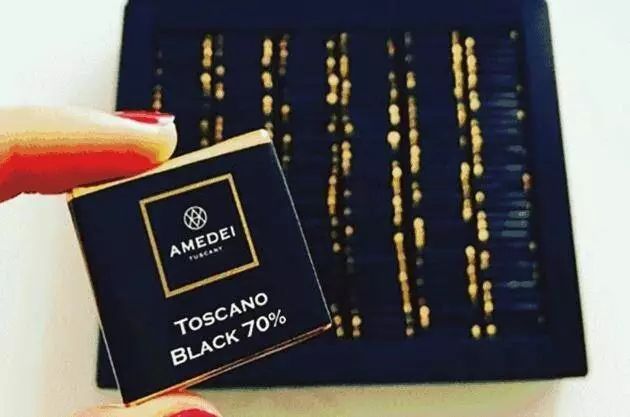 AMEDEI
TUSCANY
TOSCANO
BLACK 70%